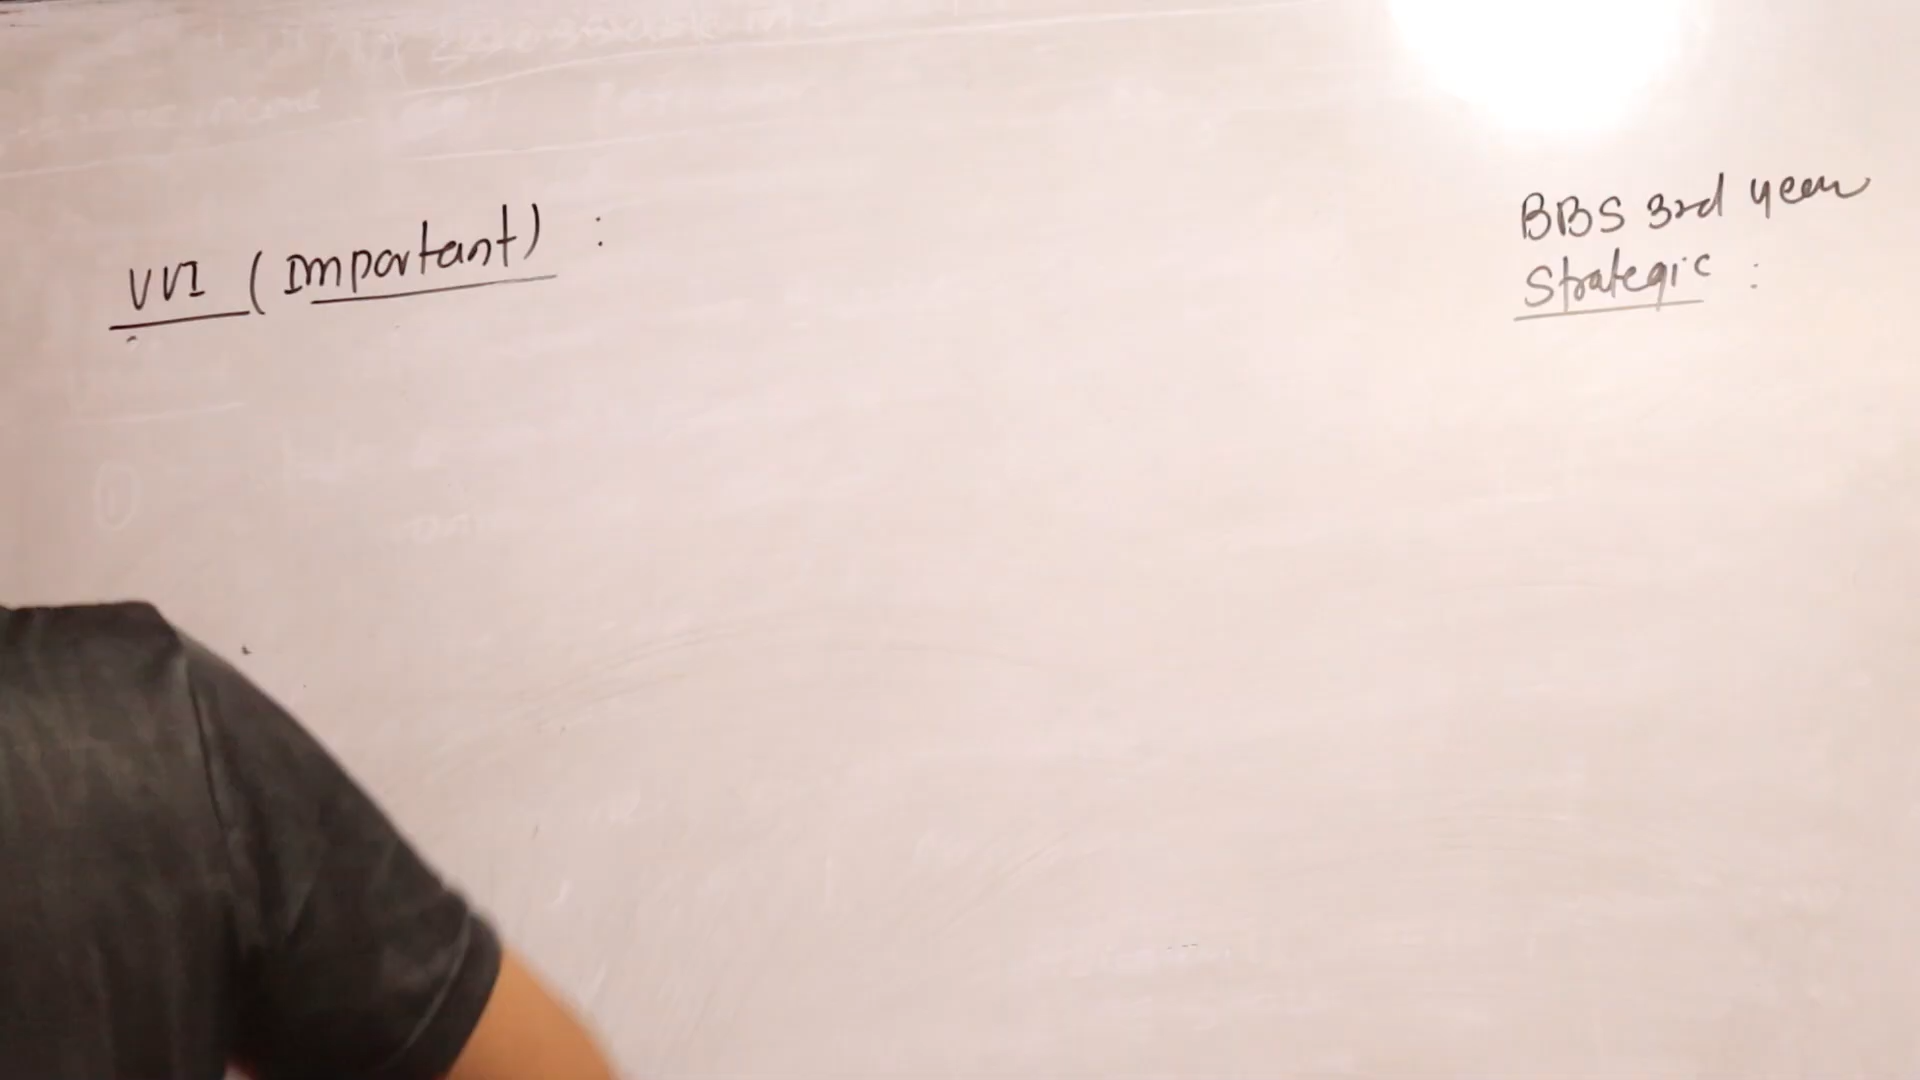 VVI (Important) :
BBS 3rd year
Strategic :